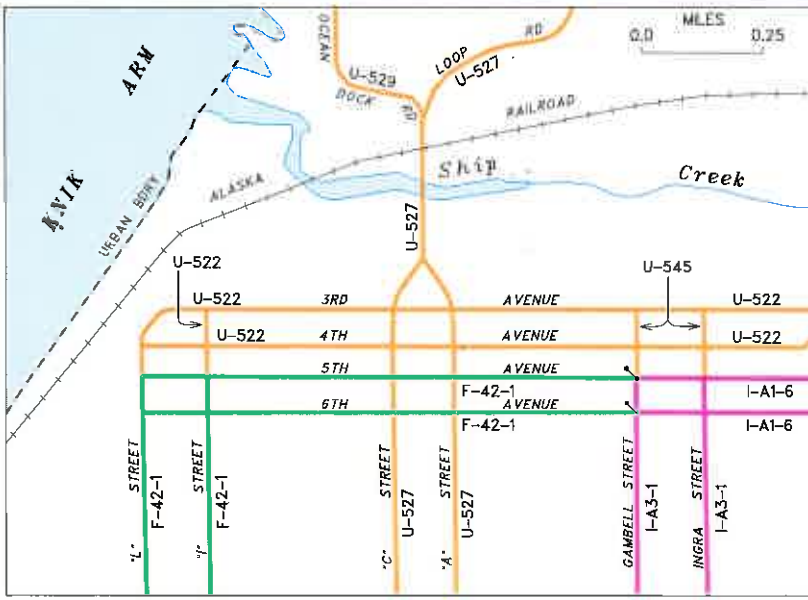 MILES
0.0 0.25
OCEAN
DOCK
RD
U-529
LOOP
RD
U-527
ARM
KNIK
RAILROAD
ALASKA
URBAN BDRY
Ship
Creek
U-527
U-522
U-545
U-522
3RD
AVENUE
U-522
U-522
4TH
AVENUE
U-522
5TH
AVENUE
F-42-1
I-A1-6
6TH
AVENUE
F-42-1
I-A1-6
"L" STREET
F-42-1
"I" STREET
F-42-1
"C" STREET
U-527
"A" STREET
U-527
GAMBELL STREET
I-A3-1
INGRA STREET
I-A3-1